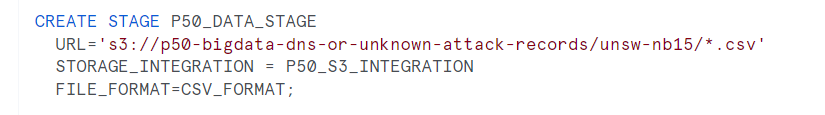 CREATE STAGE P50_DATA_STAGE
URL='s3://p50-bigdata-dns-or-unknown-attack-records/unsw-nb15/*.csv'
STORAGE_INTEGRATION = P50_S3_INTEGRATION
FILE_FORMAT=CSV_FORMAT;